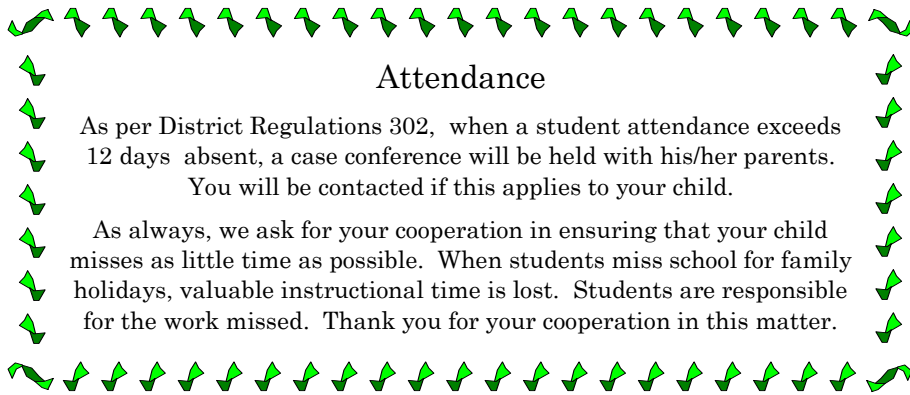 Attendance
As per District Regulations 302,  when a student attendance exceeds
12 days  absent, a case conference will be held with his/her parents.
You will be contacted if this applies to your child.
As always, we ask for your cooperation in ensuring that your child
misses as little time as possible.  When students miss school for family
holidays, valuable instructional time is lost.  Students are responsible
for the work missed.  Thank you for your cooperation in this matter.